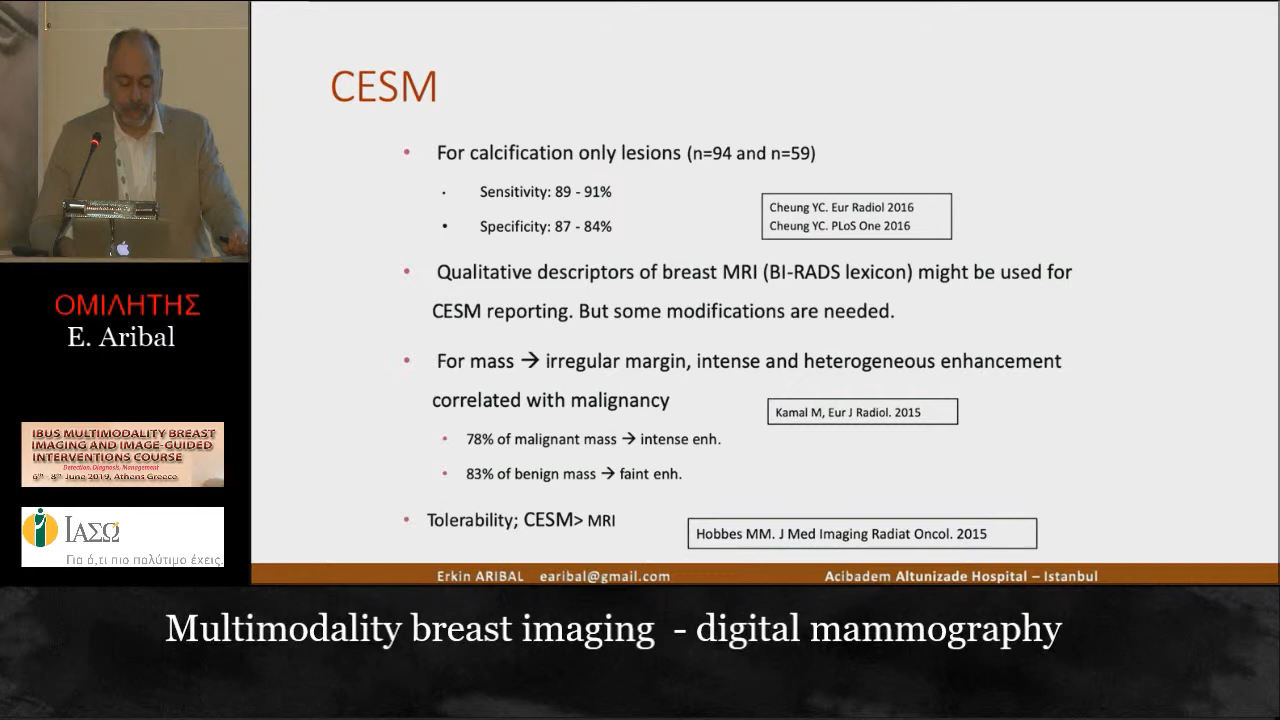 CESM
• For calcification only lesions (n=94 and n=59)
• Sensitivity: 89 - 91%
• Specificity: 87 - 84%
Cheung YC. Eur Radiol 2016
Cheung YC. PLoS One 2016
• Qualitative descriptors of breast MRI (BI-RADS lexicon) might be used for
CESM reporting. But some modifications are needed.
• For mass → irregular margin, intense and heterogeneous enhancement
correlated with malignancy
Kamal M, Eur J Radiol. 2015
• 78% of malignant mass → intense enh.
• 83% of benign mass → faint enh.
• Tolerability; CESM> MRI
Hobbes MM. J Med Imaging Radiat Oncol. 2015
Erkin ARIBAL earibal@gmail.com Acibadem Altunizade Hospital – Istanbul
ΟΜΙΛΗΤΗΣ
E. Aribal
IBUS MULTIMODALITY BREAST
IMAGING AND IMAGE-GUIDED
INTERVENTIONS COURSE
Detection, Diagnosis, Management
6th - 8th June 2019, Athens Greece
ΙΑΣΩ
Για ό,τι πιο πολύτιμο έχεις.
Multimodality breast imaging - digital mammography